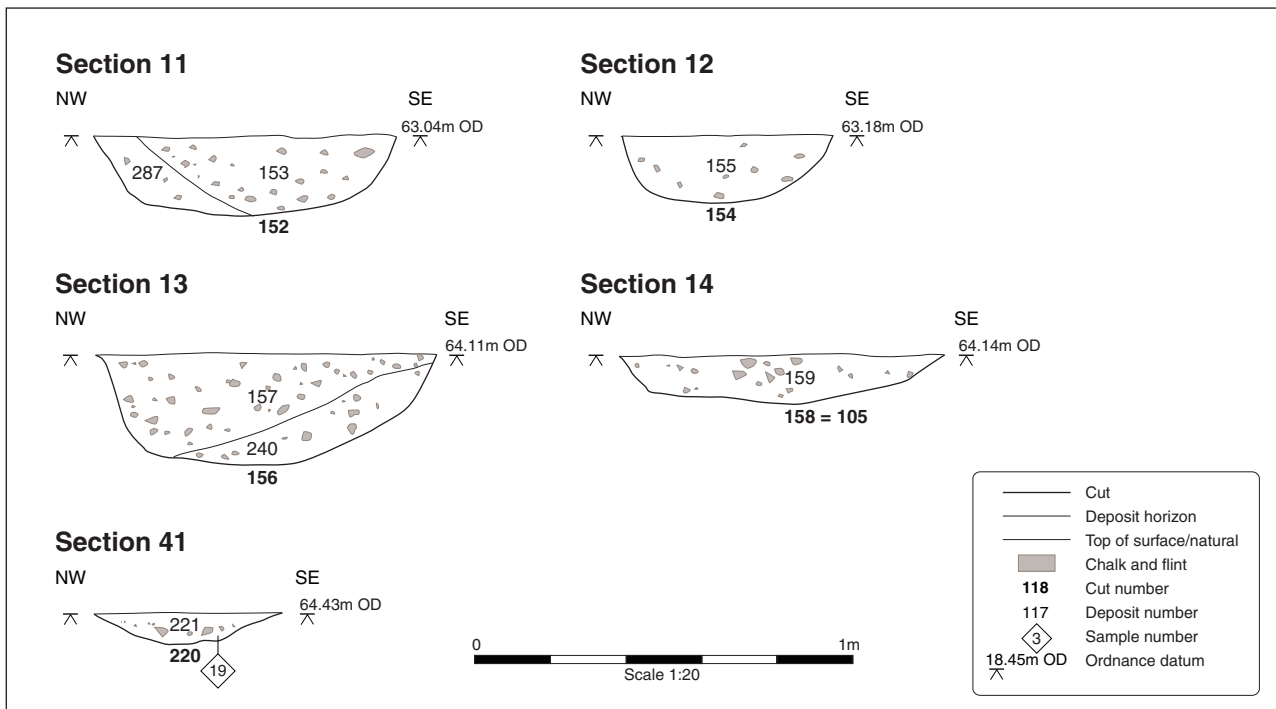 Section 11
NW SE
63.04m OD
287 153
152
Section 12
NW SE
63.18m OD
155
154
Section 13
NW SE
64.11m OD
157
240
156
Section 14
NW SE
64.14m OD
159
158 = 105
Section 41
NW SE
64.43m OD
221
220
19
0 1m
Scale 1:20
Cut
Deposit horizon
Top of surface/natural
Chalk and flint
118 Cut number
117 Deposit number
3 Sample number
18.45m OD Ordnance datum